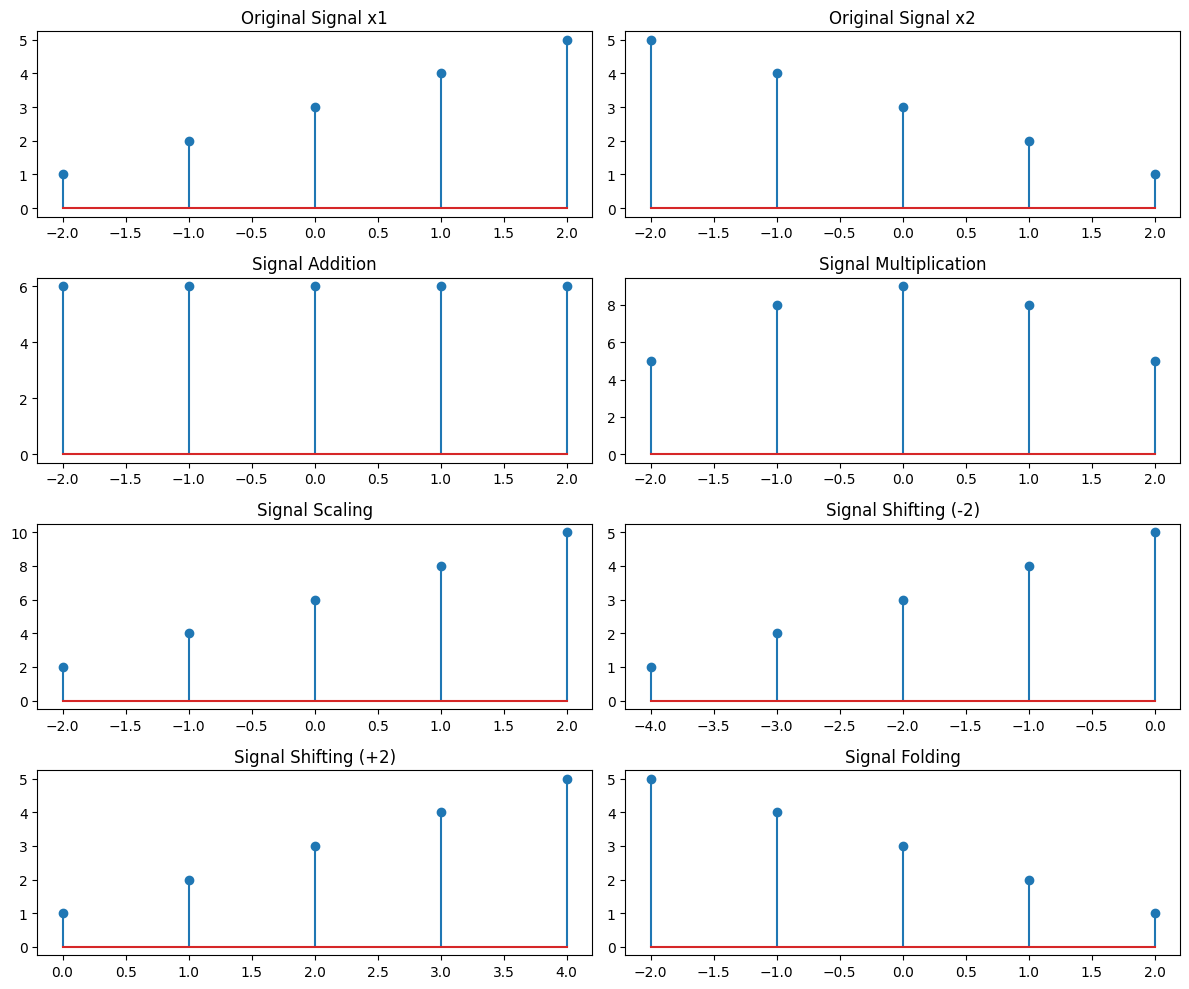 Original Signal x1
5
4
3
2
1
0
−2.0 −1.5 −1.0 −0.5 0.0 0.5 1.0 1.5 2.0
Original Signal x2
5
4
3
2
1
0
−2.0 −1.5 −1.0 −0.5 0.0 0.5 1.0 1.5 2.0
Signal Addition
6
4
2
0
−2.0 −1.5 −1.0 −0.5 0.0 0.5 1.0 1.5 2.0
Signal Multiplication
8
6
4
2
0
−2.0 −1.5 −1.0 −0.5 0.0 0.5 1.0 1.5 2.0
Signal Scaling
10
8
6
4
2
0
−2.0 −1.5 −1.0 −0.5 0.0 0.5 1.0 1.5 2.0
Signal Shifting (-2)
5
4
3
2
1
0
−4.0 −3.5 −3.0 −2.5 −2.0 −1.5 −1.0 −0.5 0.0
Signal Shifting (+2)
5
4
3
2
1
0
0.0 0.5 1.0 1.5 2.0 2.5 3.0 3.5 4.0
Signal Folding
5
4
3
2
1
0
−2.0 −1.5 −1.0 −0.5 0.0 0.5 1.0 1.5 2.0